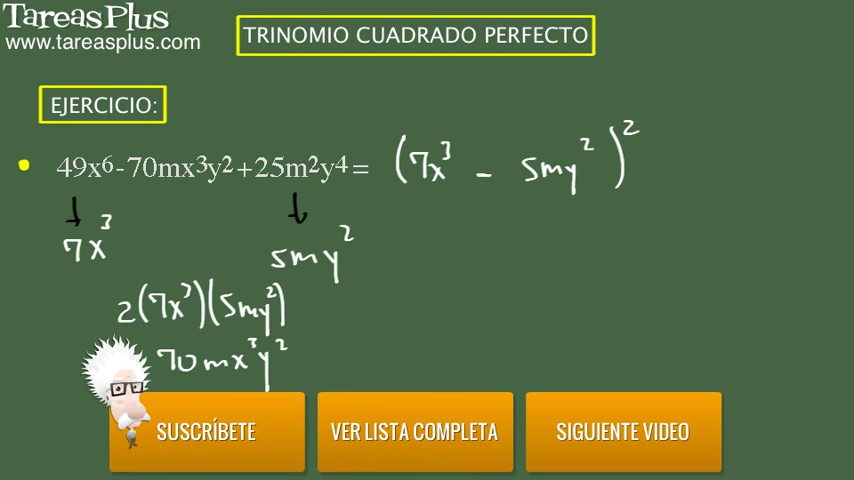 TareasPlus
www.tareasplus.com
TRINOMIO CUADRADO PERFECTO
EJERCICIO:
• 49x⁶-70mx³y²+25m²y⁴= (7x³ - 5my²)²
7x³ 5my²
2(7x³)(5my²)
70mx³y²
SUSCRÍBETE
VER LISTA COMPLETA
SIGUIENTE VIDEO